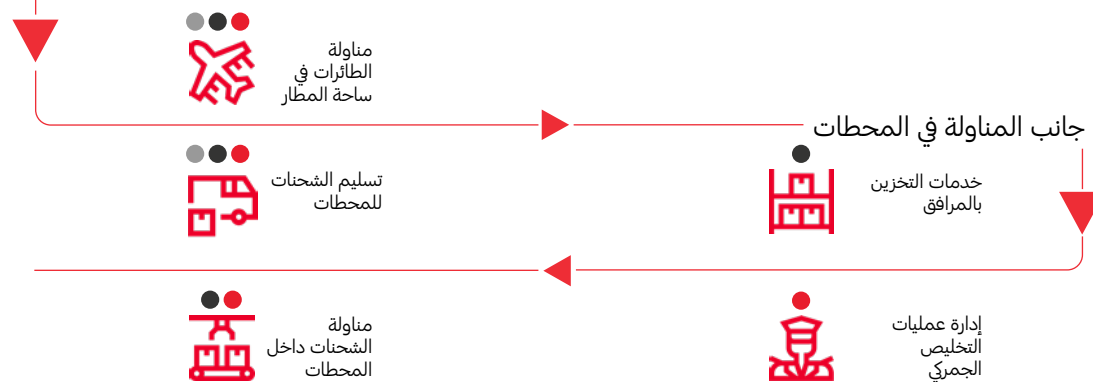 مناولة
الطائرات في
ساحة المطار
جانب المناولة في المحطات
خدمات التخزين
بالمرافق
تسليم الشحنات
للمحطات
إدارة عمليات
التخليص
الجمركي
مناولة
الشحنات داخل
المحطات